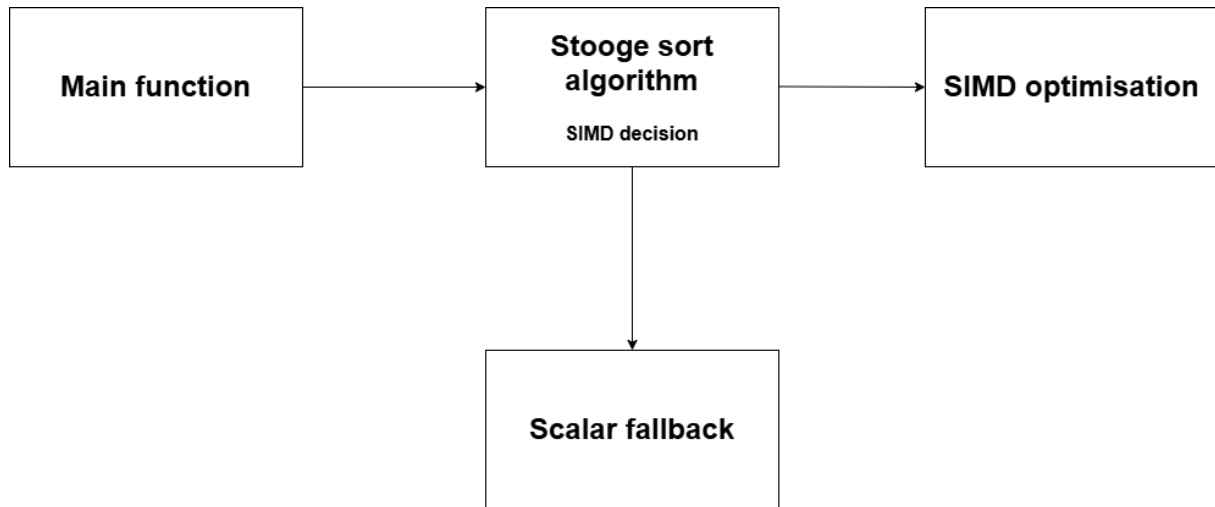 Main function
Stooge sort
algorithm
SIMD decision
SIMD optimisation
Scalar fallback